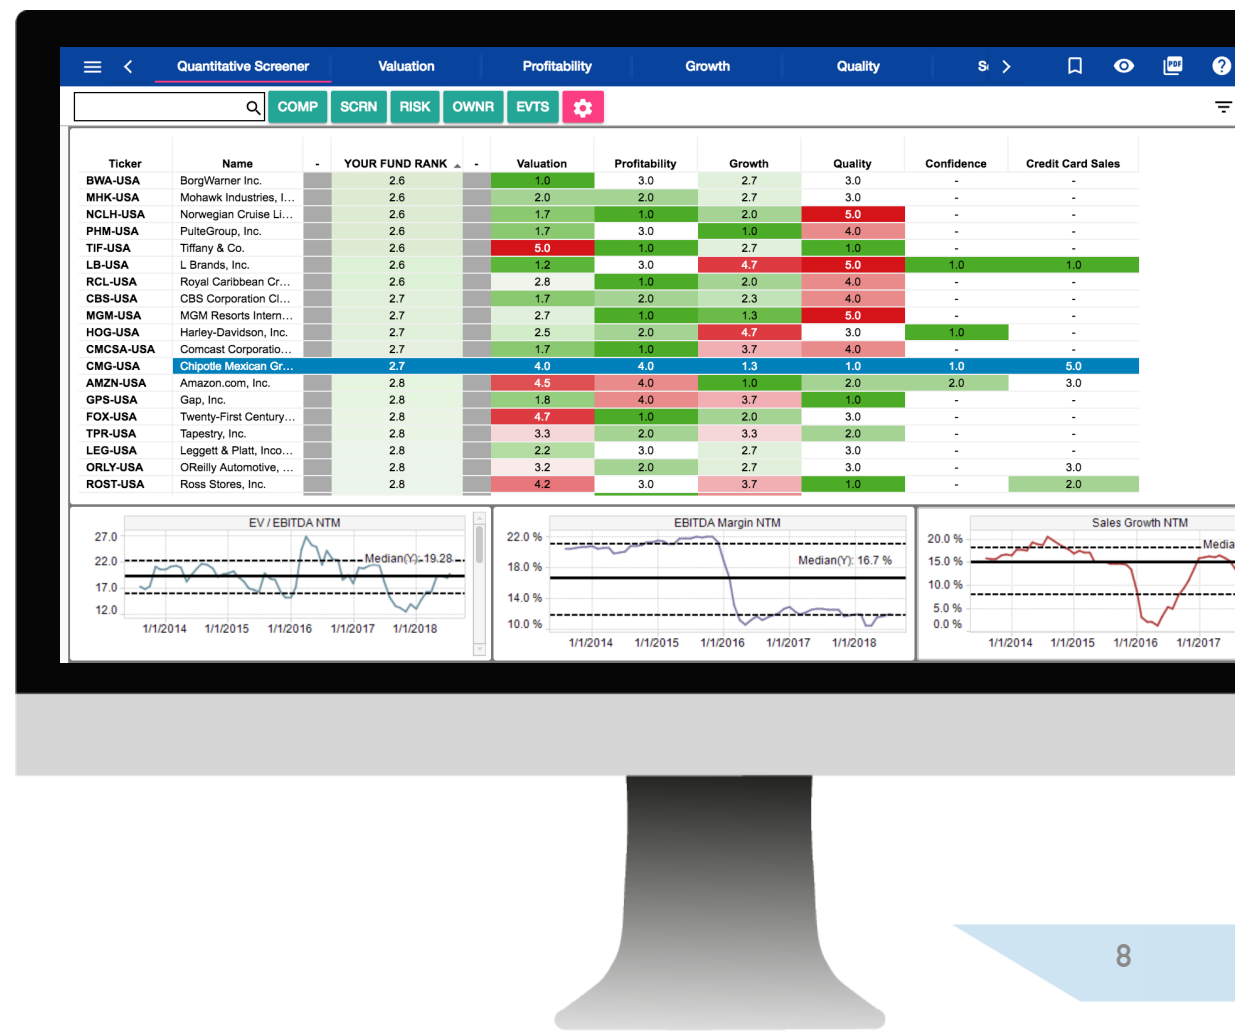 Quantitative Screener Valuation Profitability Growth Quality S
COMP SCRN RISK OWNR EVTS
Ticker Name - YOUR FUND RANK - Valuation Profitability Growth Quality Confidence Credit Card Sales
BWA-USA BorgWarner Inc. 2.6 1.0 3.0 2.7 3.0 - -
MHK-USA Mohawk Industries, I... 2.6 2.0 2.0 2.7 3.0 - -
NCLH-USA Norwegian Cruise Li... 2.6 1.7 1.0 2.0 5.0 - -
PHM-USA PulteGroup, Inc. 2.6 1.7 3.0 1.0 4.0 - -
TIF-USA Tiffany & Co. 2.6 5.0 1.0 2.7 1.0 - -
LB-USA L Brands, Inc. 2.6 1.2 3.0 4.7 5.0 1.0 1.0
RCL-USA Royal Caribbean Cr... 2.6 2.8 1.0 2.0 4.0 - -
CBS-USA CBS Corporation Cl... 2.7 1.7 2.0 2.3 4.0 - -
MGM-USA MGM Resorts Intern... 2.7 2.7 1.0 1.3 5.0 - -
HOG-USA Harley-Davidson, Inc. 2.7 2.5 2.0 4.7 3.0 1.0 -
CMCSA-USA Comcast Corporatio... 2.7 1.7 1.0 3.7 4.0 - -
CMG-USA Chipotle Mexican Gr... 2.7 4.0 4.0 1.3 1.0 1.0 5.0
AMZN-USA Amazon.com, Inc. 2.8 4.5 4.0 1.0 2.0 2.0 3.0
GPS-USA Gap, Inc. 2.8 1.8 4.0 3.7 1.0 - -
FOX-USA Twenty-First Century... 2.8 4.7 1.0 2.0 3.0 - -
TPR-USA Tapestry, Inc. 2.8 3.3 2.0 3.3 2.0 - -
LEG-USA Leggett & Platt, Inco... 2.8 2.2 3.0 2.7 3.0 - -
ORLY-USA OReilly Automotive, ... 2.8 3.2 2.0 2.7 3.0 - 3.0
ROST-USA Ross Stores, Inc. 2.8 4.2 3.0 3.7 1.0 - 2.0
EV / EBITDA NTM
27.0
22.0
17.0
12.0
Median(Y): 19.28
1/1/2014 1/1/2015 1/1/2016 1/1/2017 1/1/2018
EBITDA Margin NTM
22.0 %
18.0 %
14.0 %
10.0 %
Median(Y): 16.7 %
1/1/2014 1/1/2015 1/1/2016 1/1/2017 1/1/2018
Sales Growth NTM
20.0 %
15.0 %
10.0 %
5.0 %
0.0 %
Media
1/1/2014 1/1/2015 1/1/2016 1/1/2017
PDF
?
8